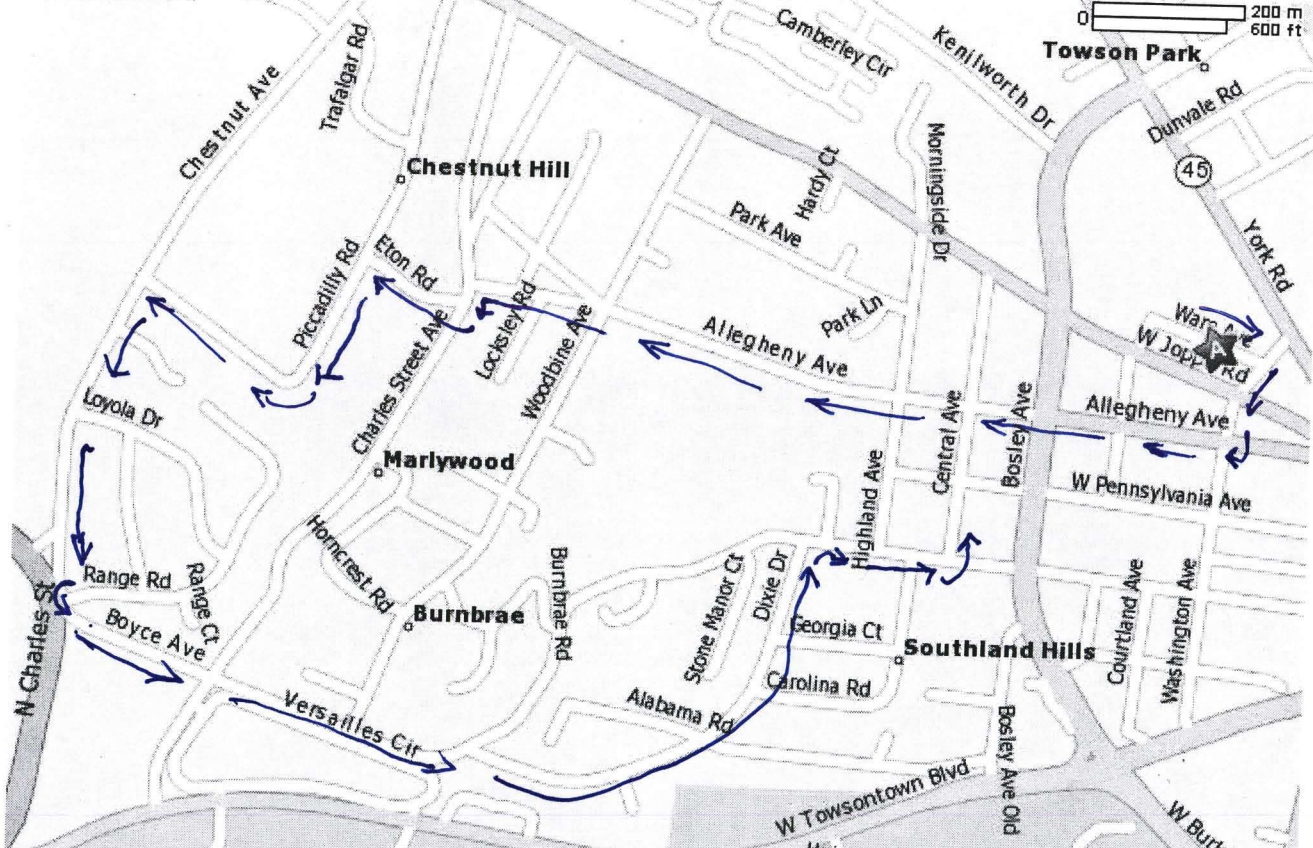 0
200 m
600 ft
Towson Park
Camberley Cir
Kenilworth Dr
Trafalgar Rd
Chestnut Ave
Dunvale Rd
45
Chestnut Hill
Hardy Ct
Morningside Dr
Park Ave
York Rd
Eton Rd
Piccadilly Rd
Locksley Rd
Park Ln
Allegheny Ave
W Joppa Rd
A
Charles Street Ave
Woodbine Ave
Loyola Dr
Central Ave
Bosley Ave
Allegheny Ave
Marlywood
Highland Ave
W Pennsylvania Ave
Horncrest Rd
Burnbrae Rd
Range Rd
Range Ct
Stone Manor Ct
Dixie Dr
Courtland Ave
Washington Ave
Burnbrae
Georgia Ct
Southland Hills
Boyce Ave
N Charles St
Carolina Rd
Versailles Cir
Alabama Rd
Bosley Ave Old
W Towsontown Blvd